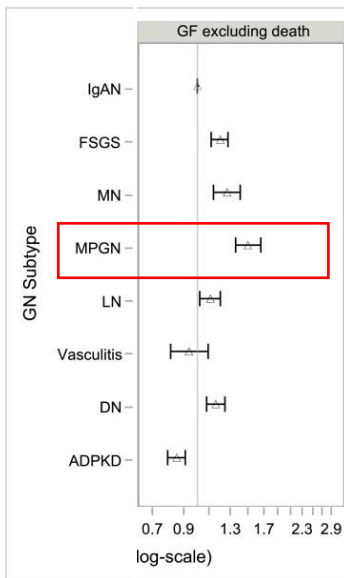 GF excluding death
GN Subtype
IgAN
FSGS
MN
MPGN
LN
Vasculitis
DN
ADPKD
0.7 0.9 1.3 1.7 2.3 2.9
log-scale)